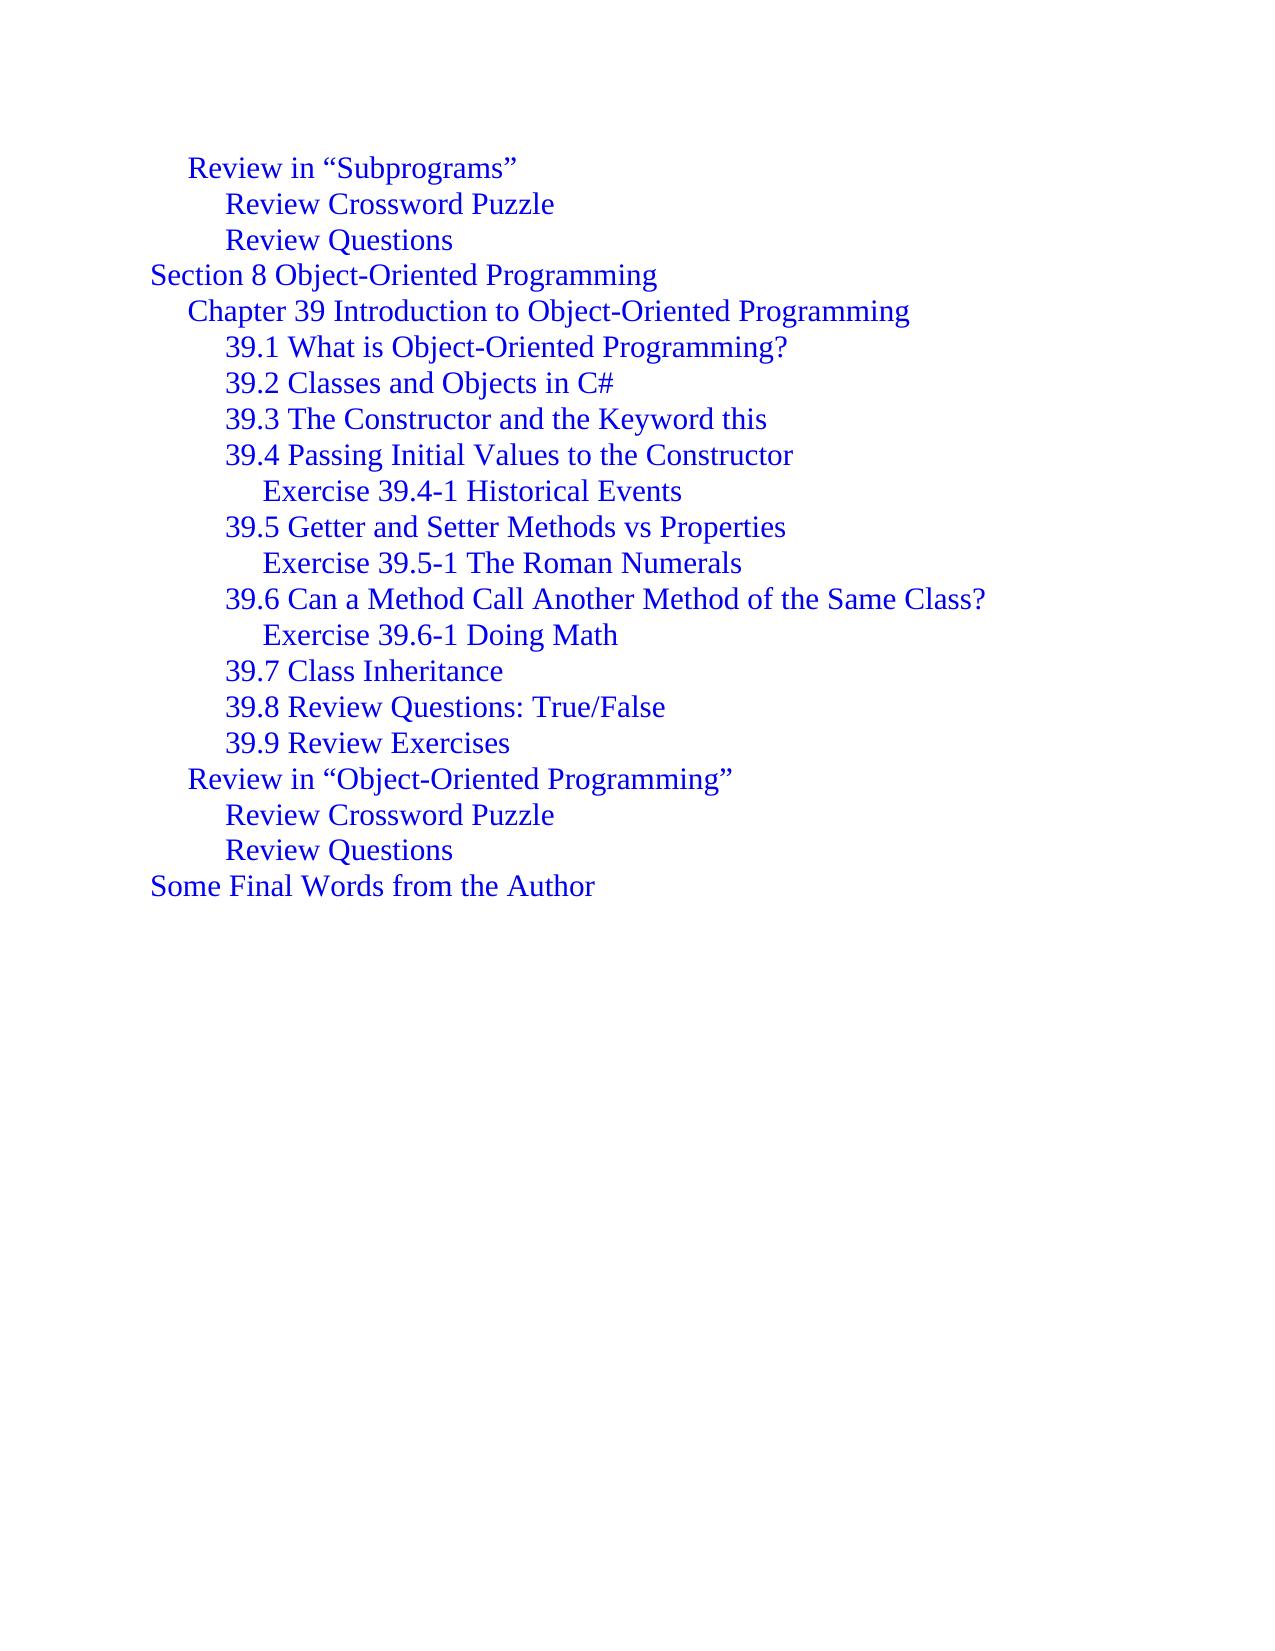 Review in “Subprograms”
Review Crossword Puzzle
Review Questions
Section 8 Object-Oriented Programming
Chapter 39 Introduction to Object-Oriented Programming
39.1 What is Object-Oriented Programming?
39.2 Classes and Objects in C#
39.3 The Constructor and the Keyword this
39.4 Passing Initial Values to the Constructor
Exercise 39.4-1 Historical Events
39.5 Getter and Setter Methods vs Properties
Exercise 39.5-1 The Roman Numerals
39.6 Can a Method Call Another Method of the Same Class?
Exercise 39.6-1 Doing Math
39.7 Class Inheritance
39.8 Review Questions: True/False
39.9 Review Exercises
Review in “Object-Oriented Programming”
Review Crossword Puzzle
Review Questions
Some Final Words from the Author